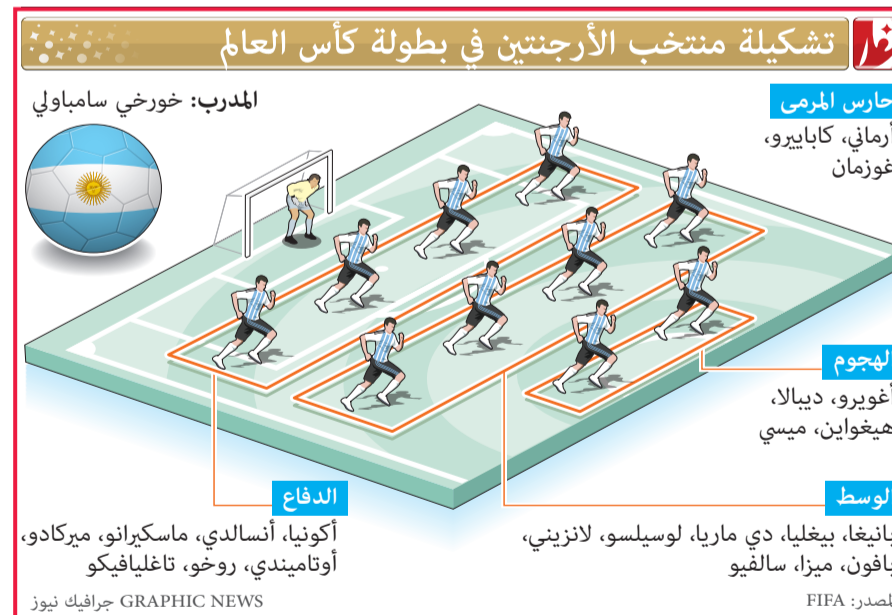 تشكيلة منتخب الأرجنتين في بطولة كأس العالم
المدرب: خورخي سامباولي
حارس المرمى
أرماني، كاباييرو،
غوزمان
الهجوم
أغويرو، ديبالا،
هيغواين، ميسي
الوسط
بانيغا، بيغليا، دي ماريا، لوسيلسو، لانزيني،
بافون، ميزا، سالفيو
الدفاع
أكونيا، أنسالدي، ماسكيرانو، ميركادو،
أوتاميندي، روخو، تاغليافيكو
المصدر: FIFA
GRAPHIC NEWS جرافيك نيوز